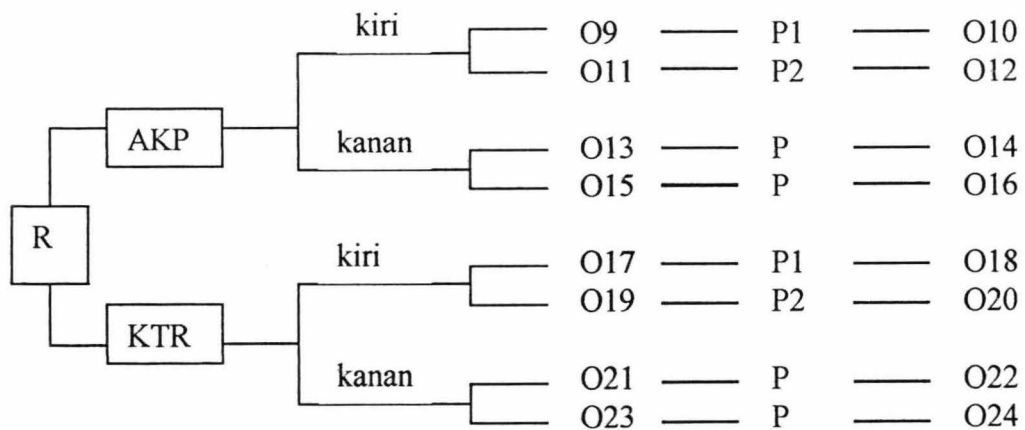 kiri
O9 P1 O10
O11 P2 O12
AKP
kanan
O13 P O14
O15 P O16
R
kiri
O17 P1 O18
O19 P2 O20
KTR
kanan
O21 P O22
O23 P O24